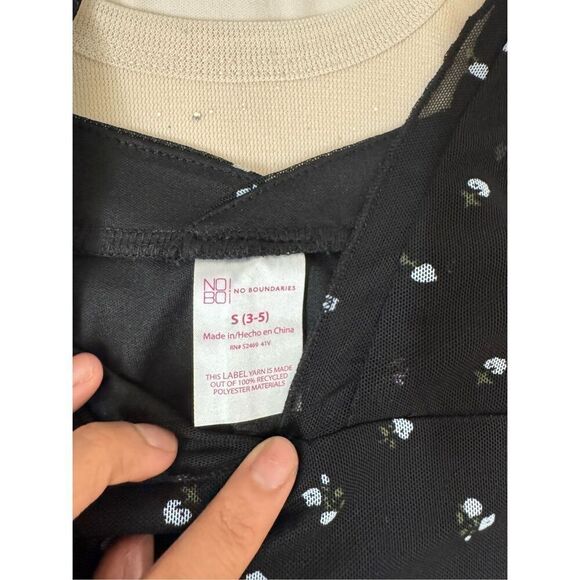 NO
BO
NO BOUNDARIES
S (3-5)
Made in/Hecho en China
RN# 52469 41V
THIS LABEL YARN IS MADE
OUT OF 100% RECYCLED
POLYESTER MATERIALS